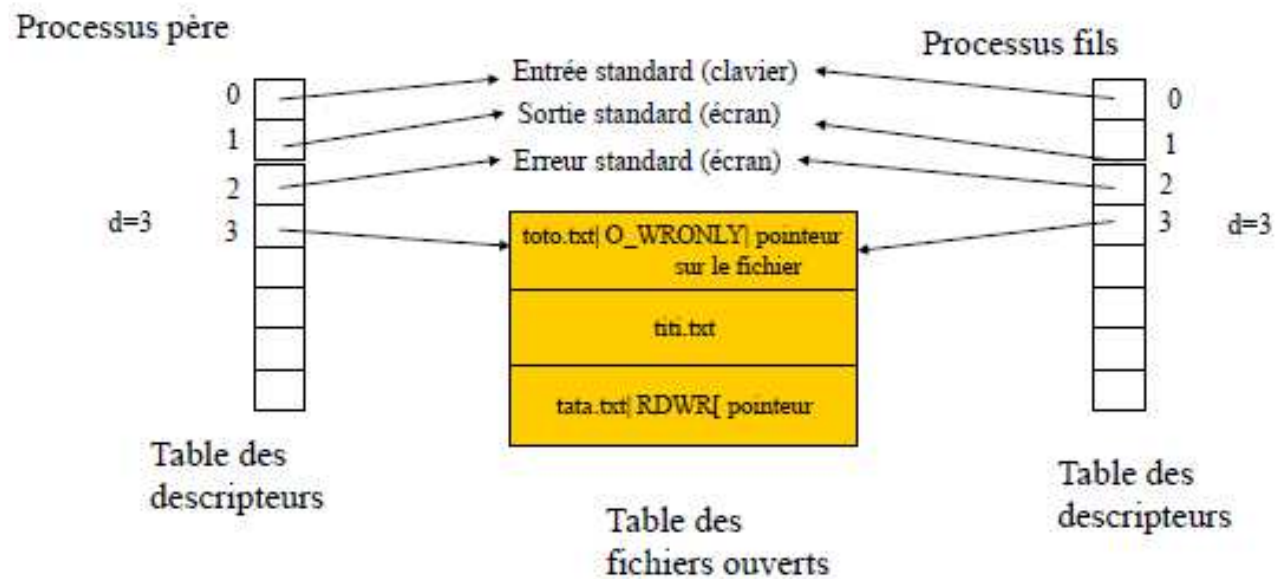 Processus père
Processus fils
Entrée standard (clavier)
Sortie standard (écran)
Erreur standard (écran)
0
1
2
3
d=3
0
1
2
3
d=3
toto.txt| O_WRONLY| pointeur
sur le fichier
titi.txt
tata.txt| RDWR[ pointeur
Table des
descripteurs
Table des
fichiers ouverts
Table des
descripteurs